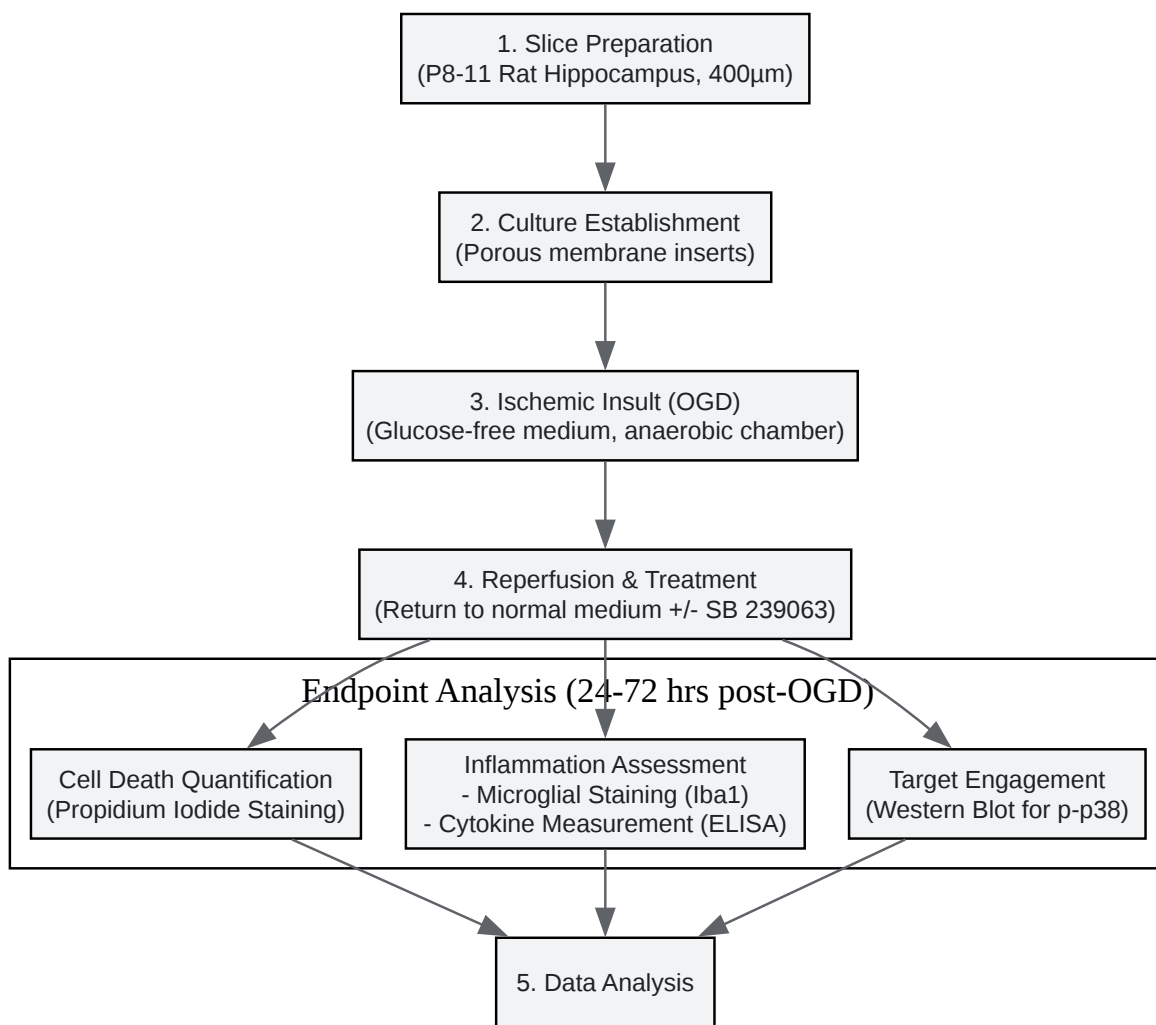 1. Slice Preparation
(P8-11 Rat Hippocampus, 400µm)
2. Culture Establishment
(Porous membrane inserts)
3. Ischemic Insult (OGD)
(Glucose-free medium, anaerobic chamber)
4. Reperfusion & Treatment
(Return to normal medium +/- SB 239063)
Endpoint Analysis (24-72 hrs post-OGD)
Cell Death Quantification
(Propidium Iodide Staining)
Inflammation Assessment
- Microglial Staining (Iba1)
- Cytokine Measurement (ELISA)
Target Engagement
(Western Blot for p-p38)
5. Data Analysis